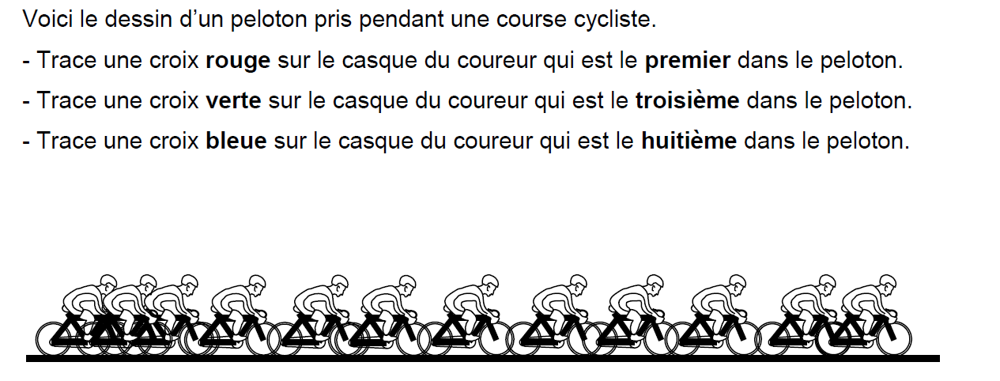 Voici le dessin d’un peloton pris pendant une course cycliste.
- Trace une croix rouge sur le casque du coureur qui est le premier dans le peloton.
- Trace une croix verte sur le casque du coureur qui est le troisième dans le peloton.
- Trace une croix bleue sur le casque du coureur qui est le huitième dans le peloton.